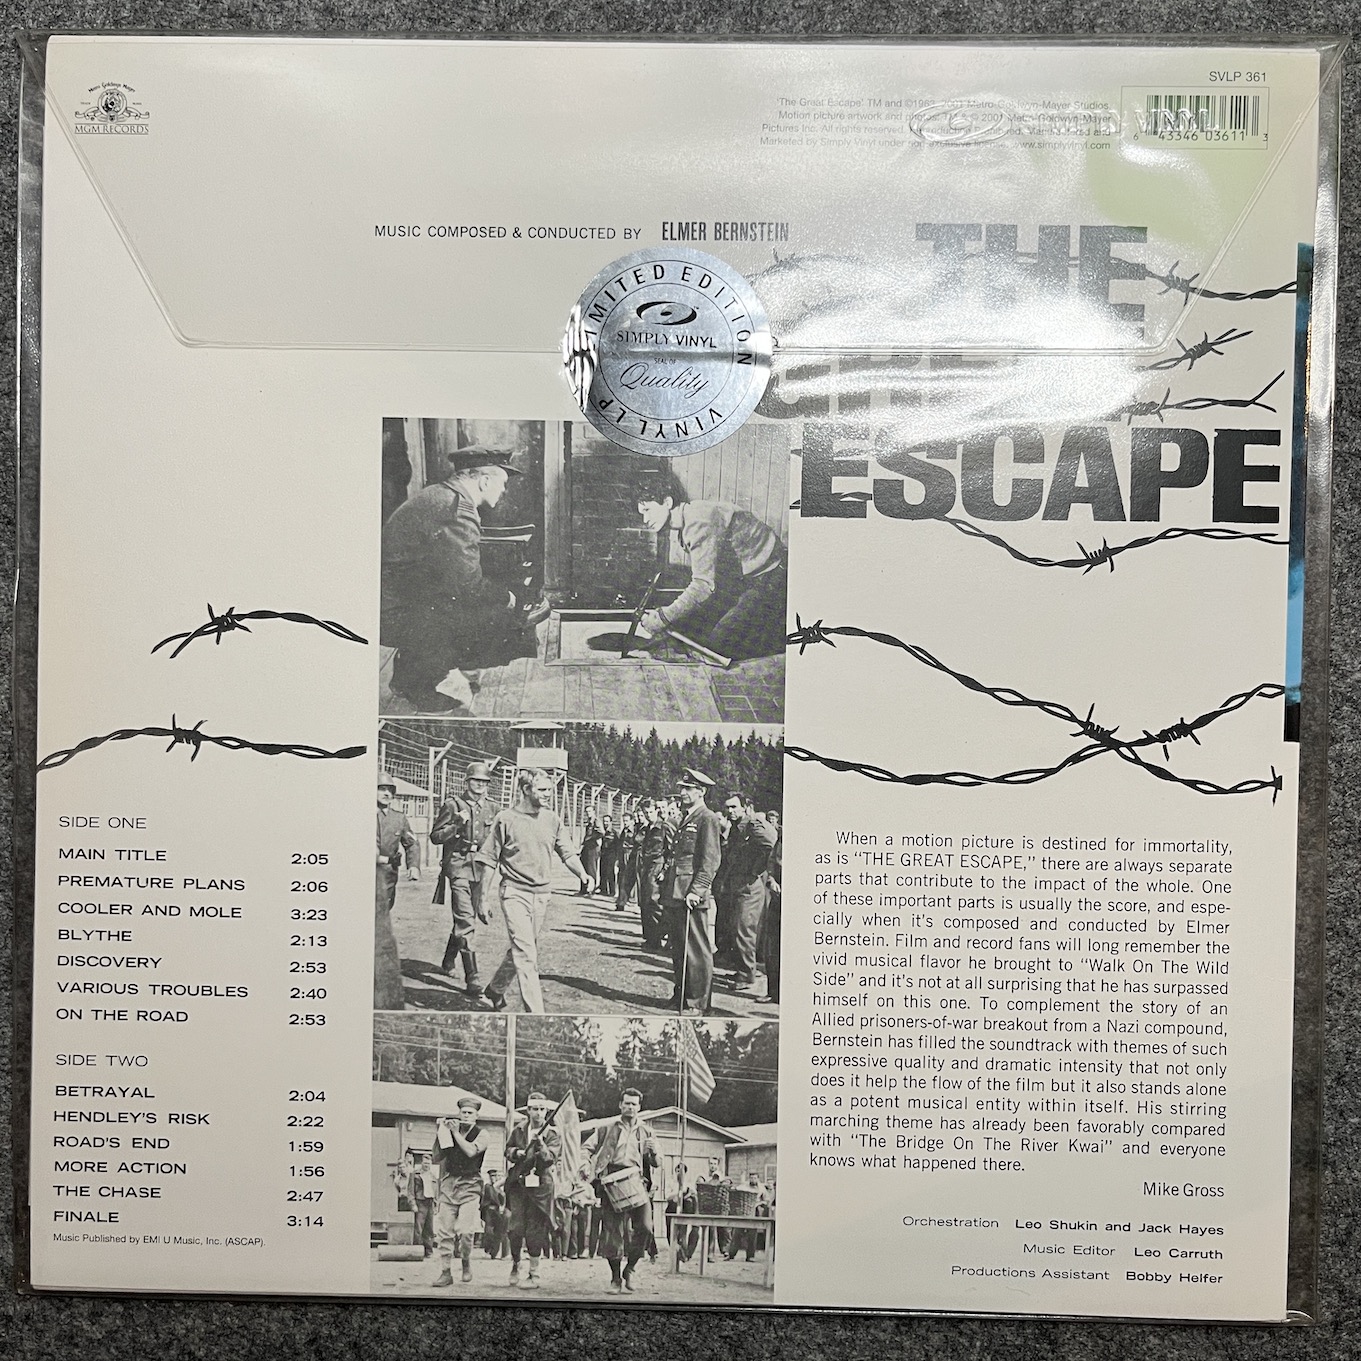 SVLP 361
Metro Goldwyn Mayer
MGM RECORDS
'The Great Escape' TM and © 2001 Metro-Goldwyn-Mayer Studios.
Motion picture artwork and photos: TM & © 2001 Metro-Goldwyn-Mayer
Pictures Inc. All rights reserved. and
Marketed by Simply Vinyl under non exclusive license. www.simplyvinyl.com
VINYL
6 43346 03611 3
MUSIC COMPOSED & CONDUCTED BY ELMER BERNSTEIN
THE
GREAT
ESCAPE
LIMITED EDITION
SIMPLY VINYL
SEAL OF
Quality
VINYL LP
SIDE ONE
MAIN TITLE 2:05
PREMATURE PLANS 2:06
COOLER AND MOLE 3:23
BLYTHE 2:13
DISCOVERY 2:53
VARIOUS TROUBLES 2:40
ON THE ROAD 2:53
SIDE TWO
BETRAYAL 2:04
HENDLEY'S RISK 2:22
ROAD'S END 1:59
MORE ACTION 1:56
THE CHASE 2:47
FINALE 3:14
Music Published by EMI U Music, Inc. (ASCAP).
When a motion picture is destined for immortality,
as is "THE GREAT ESCAPE," there are always separate
parts that contribute to the impact of the whole. One
of these important parts is usually the score, and espe-
cially when it's composed and conducted by Elmer
Bernstein. Film and record fans will long remember the
vivid musical flavor he brought to "Walk On The Wild
Side" and it's not at all surprising that he has surpassed
himself on this one. To complement the story of an
Allied prisoners-of-war breakout from a Nazi compound,
Bernstein has filled the soundtrack with themes of such
expressive quality and dramatic intensity that not only
does it help the flow of the film but it also stands alone
as a potent musical entity within itself. His stirring
marching theme has already been favorably compared
with "The Bridge On The River Kwai" and everyone
knows what happened there.
Mike Gross
Orchestration Leo Shukin and Jack Hayes
Music Editor Leo Carruth
Productions Assistant Bobby Helfer